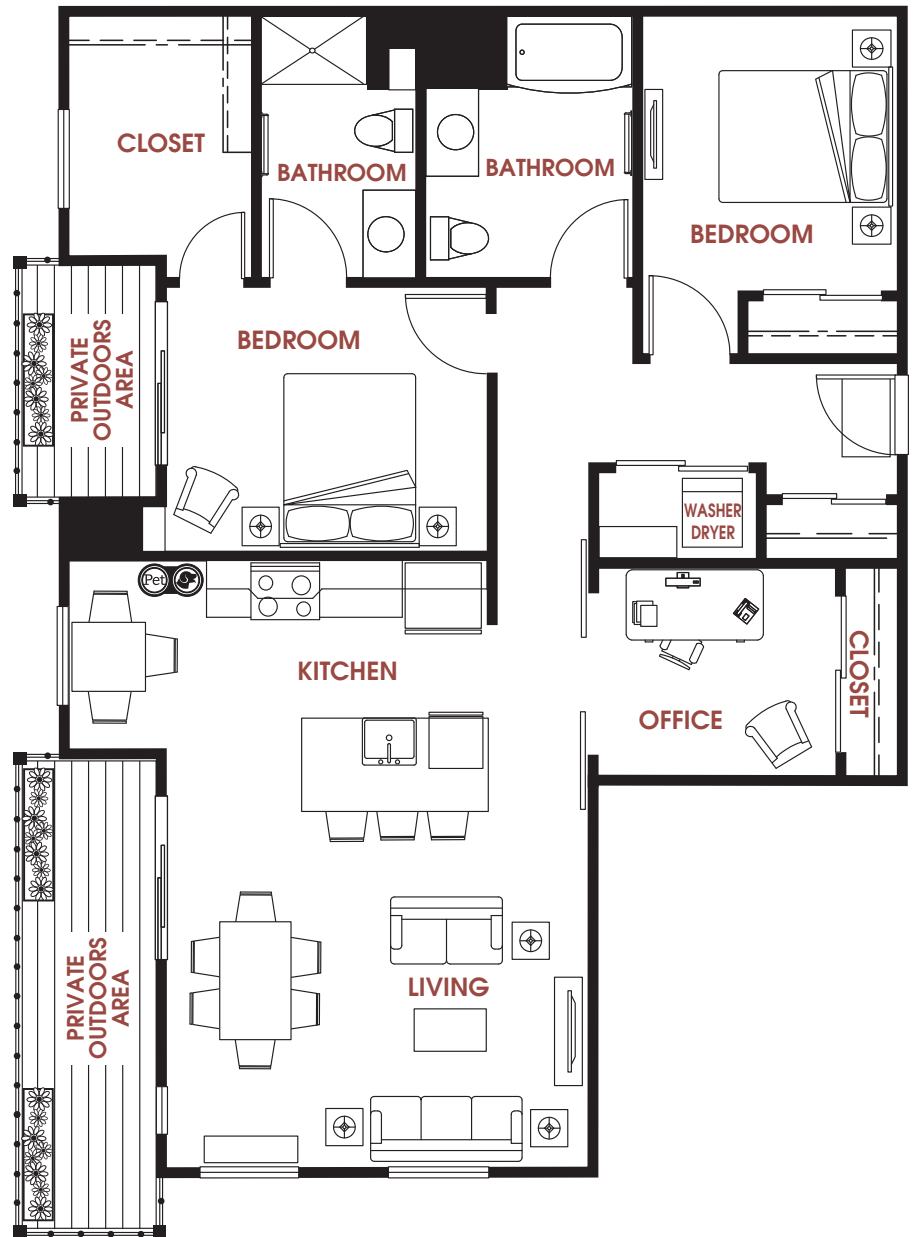 CLOSET
BATHROOM
BATHROOM
BEDROOM
BEDROOM
PRIVATE
OUTDOORS
AREA
WASHER
DRYER
Pet
KITCHEN
OFFICE
CLOSET
LIVING
PRIVATE
OUTDOORS
AREA